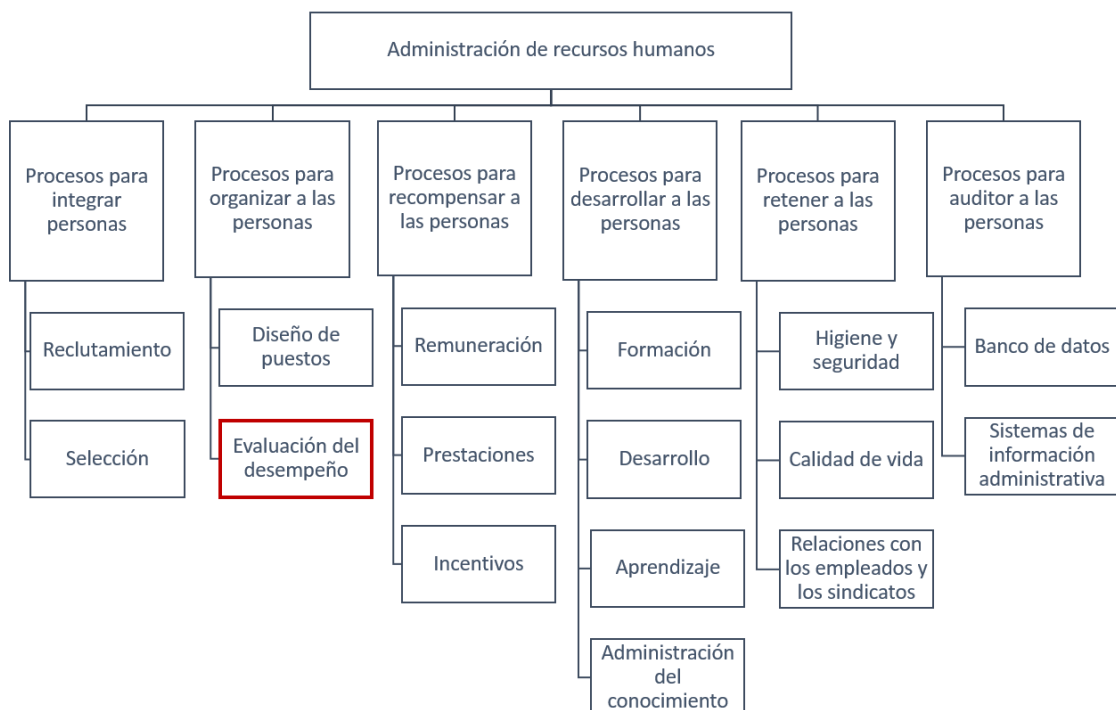 Administración de recursos humanos
Procesos para
integrar
personas
Reclutamiento
Selección
Procesos para
organizar a las
personas
Diseño de
puestos
Evaluación del
desempeño
Procesos para
recompensar a
las personas
Remuneración
Prestaciones
Incentivos
Procesos para
desarrollar a las
personas
Formación
Desarrollo
Aprendizaje
Administración
del
conocimiento
Procesos para
retener a las
personas
Higiene y
seguridad
Calidad de vida
Relaciones con
los empleados y
los sindicatos
Procesos para
auditor a las
personas
Banco de datos
Sistemas de
información
administrativa